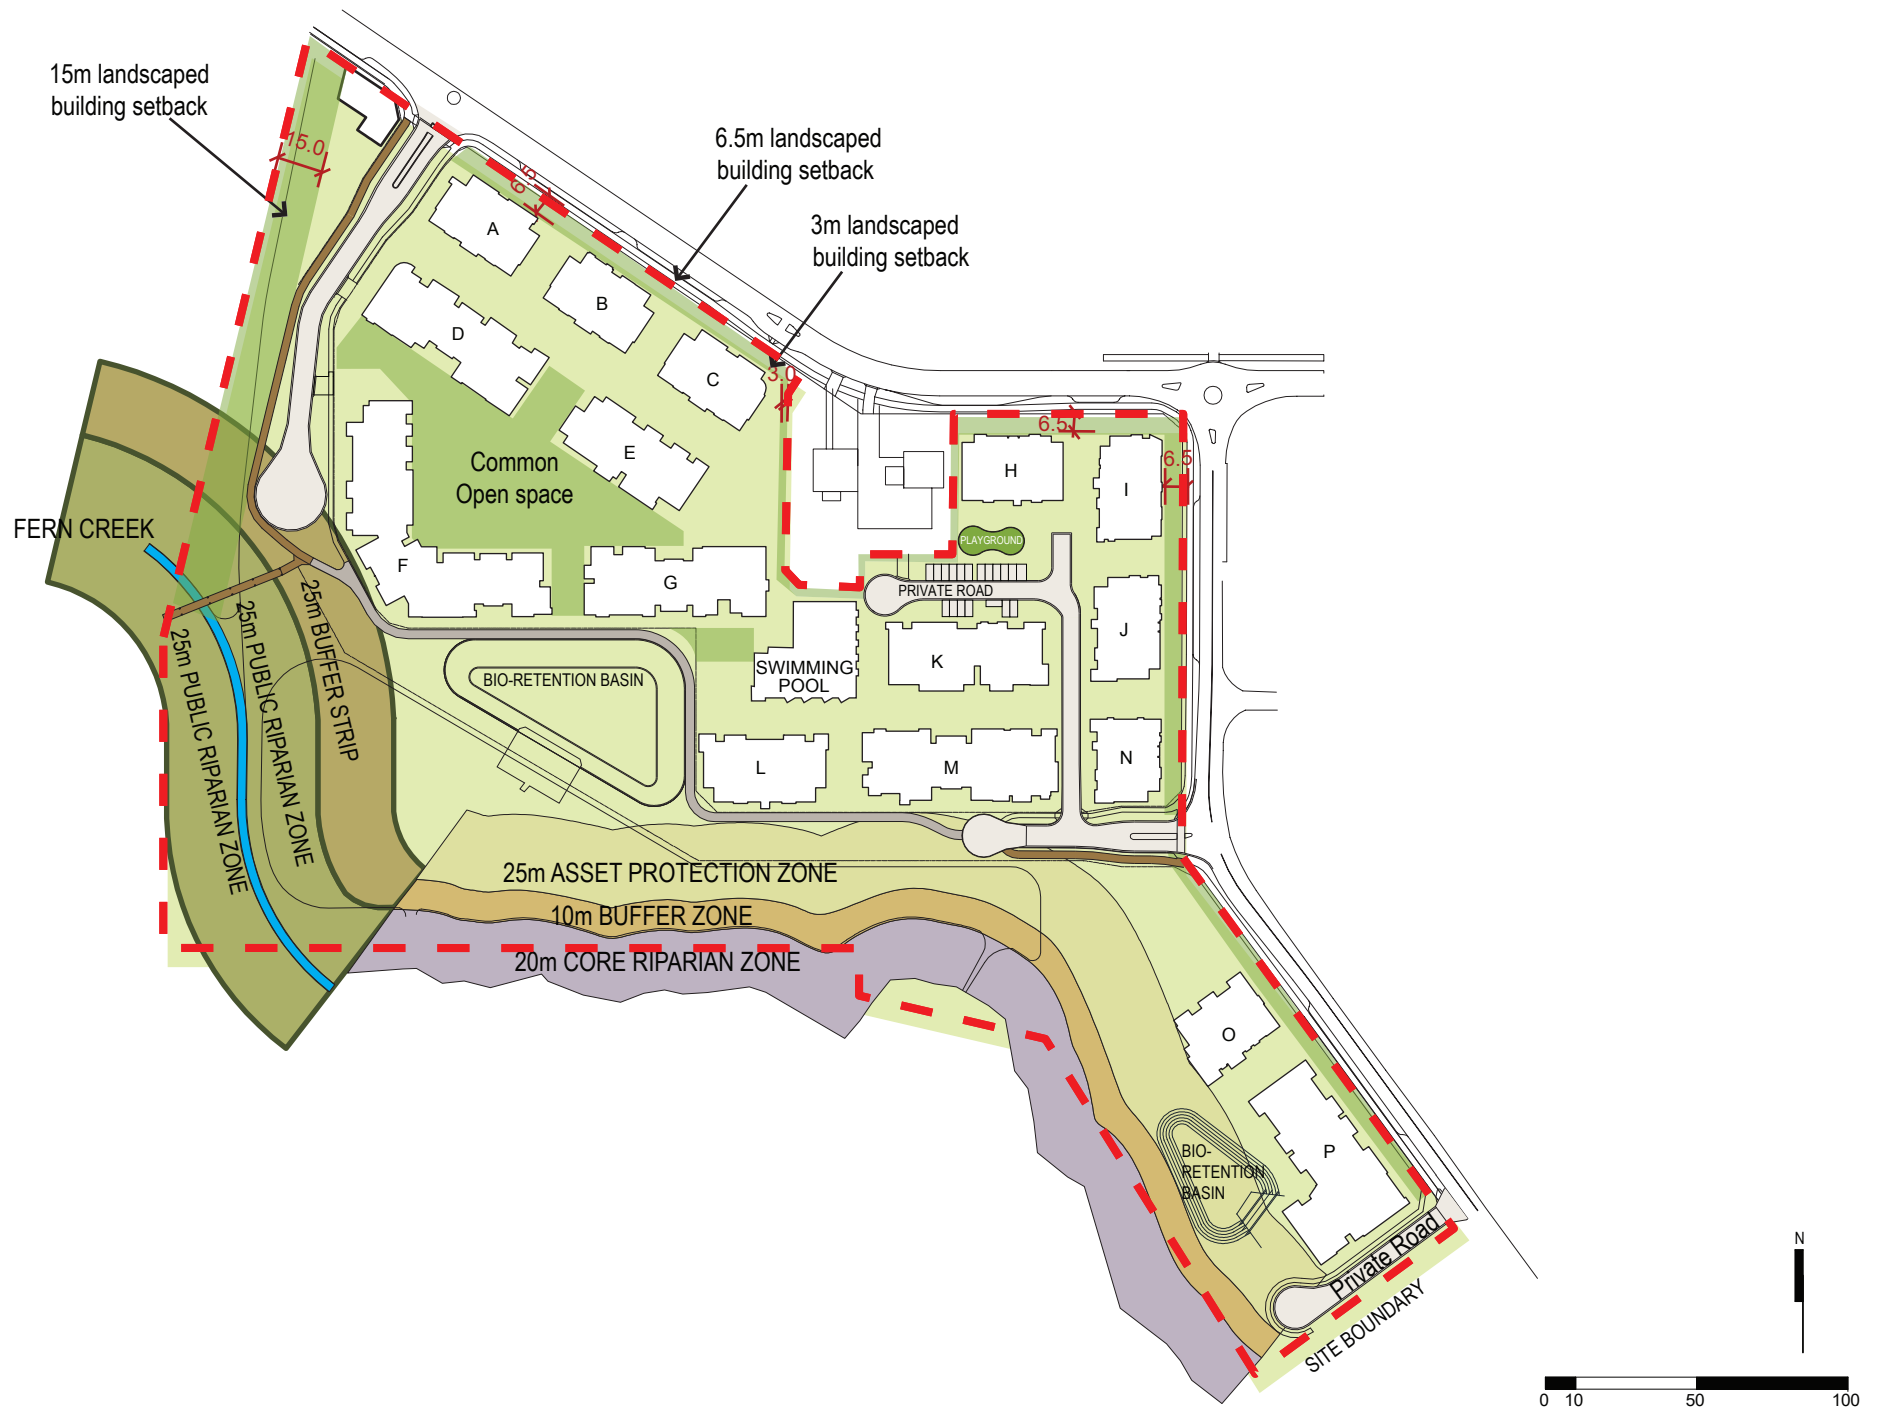 15m landscaped
building setback
15.0
6.5m landscaped
building setback
6.5
3m landscaped
building setback
3.0
A
B
C
D
E
F
G
Common
Open space
6.5
6.5
H
I
PLAYGROUND
PRIVATE ROAD
J
K
SWIMMING
POOL
L
M
N
FERN CREEK
25m PUBLIC RIPARIAN ZONE
25m PUBLIC RIPARIAN ZONE
25m BUFFER STRIP
BIO-RETENTION BASIN
25m ASSET PROTECTION ZONE
10m BUFFER ZONE
20m CORE RIPARIAN ZONE
O
P
BIO-
RETENTION
BASIN
Private Road
SITE BOUNDARY
N
0 10 50 100